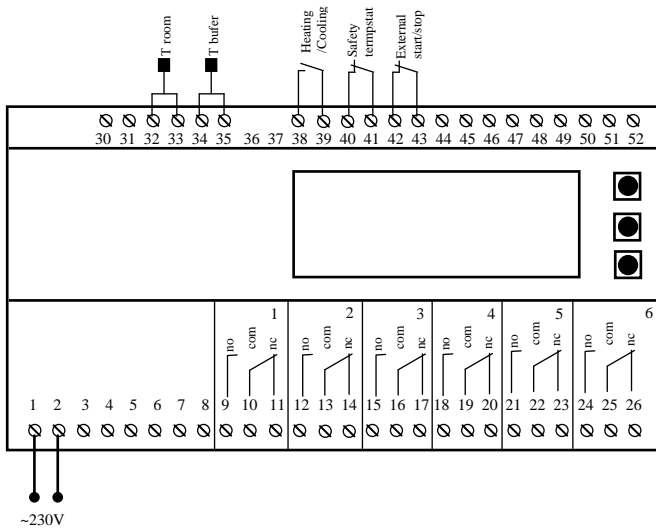 T room
T bufer
Heating
/Cooling
Safety
termpstat
External
start/stop
30 31 32 33 34 35 36 37 38 39 40 41 42 43 44 45 46 47 48 49 50 51 52
1 2 3 4 5 6
no com nc no com nc no com nc no com nc no com nc no com nc
1 2 3 4 5 6 7 8 9 10 11 12 13 14 15 16 17 18 19 20 21 22 23 24 25 26
~230V